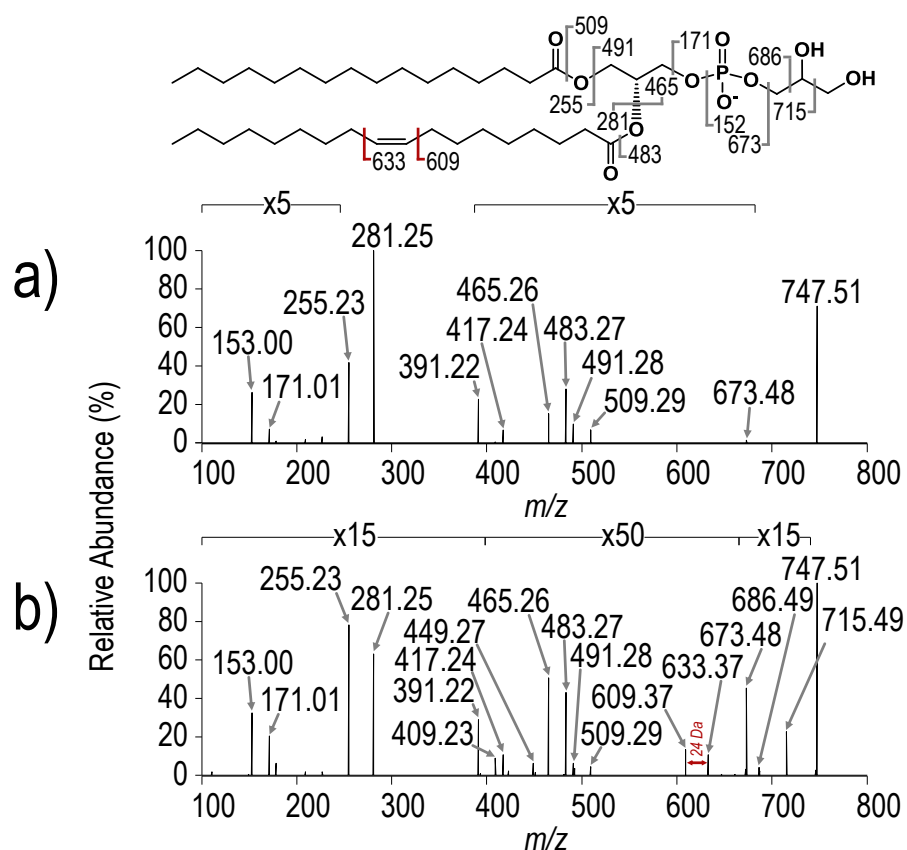 509
O
491
171
O
686
OH
O
O
P
O
OH
255
465
O-
715
281
152
O
673
633
609
483
O
x5
x5
a)
281.25
747.51
255.23
465.26
483.27
153.00
417.24
391.22
491.28
171.01
509.29
673.48
100
80
60
40
20
0
100 200 300 400 500 600 700 800
m/z
Relative Abundance (%)
x15
x50
x15
b)
255.23
281.25
465.26
686.49
747.51
449.27
483.27
673.48
715.49
153.00
417.24
491.28
633.37
171.01
391.22
609.37
409.23
509.29
24 Da
100
80
60
40
20
0
100 200 300 400 500 600 700 800
m/z